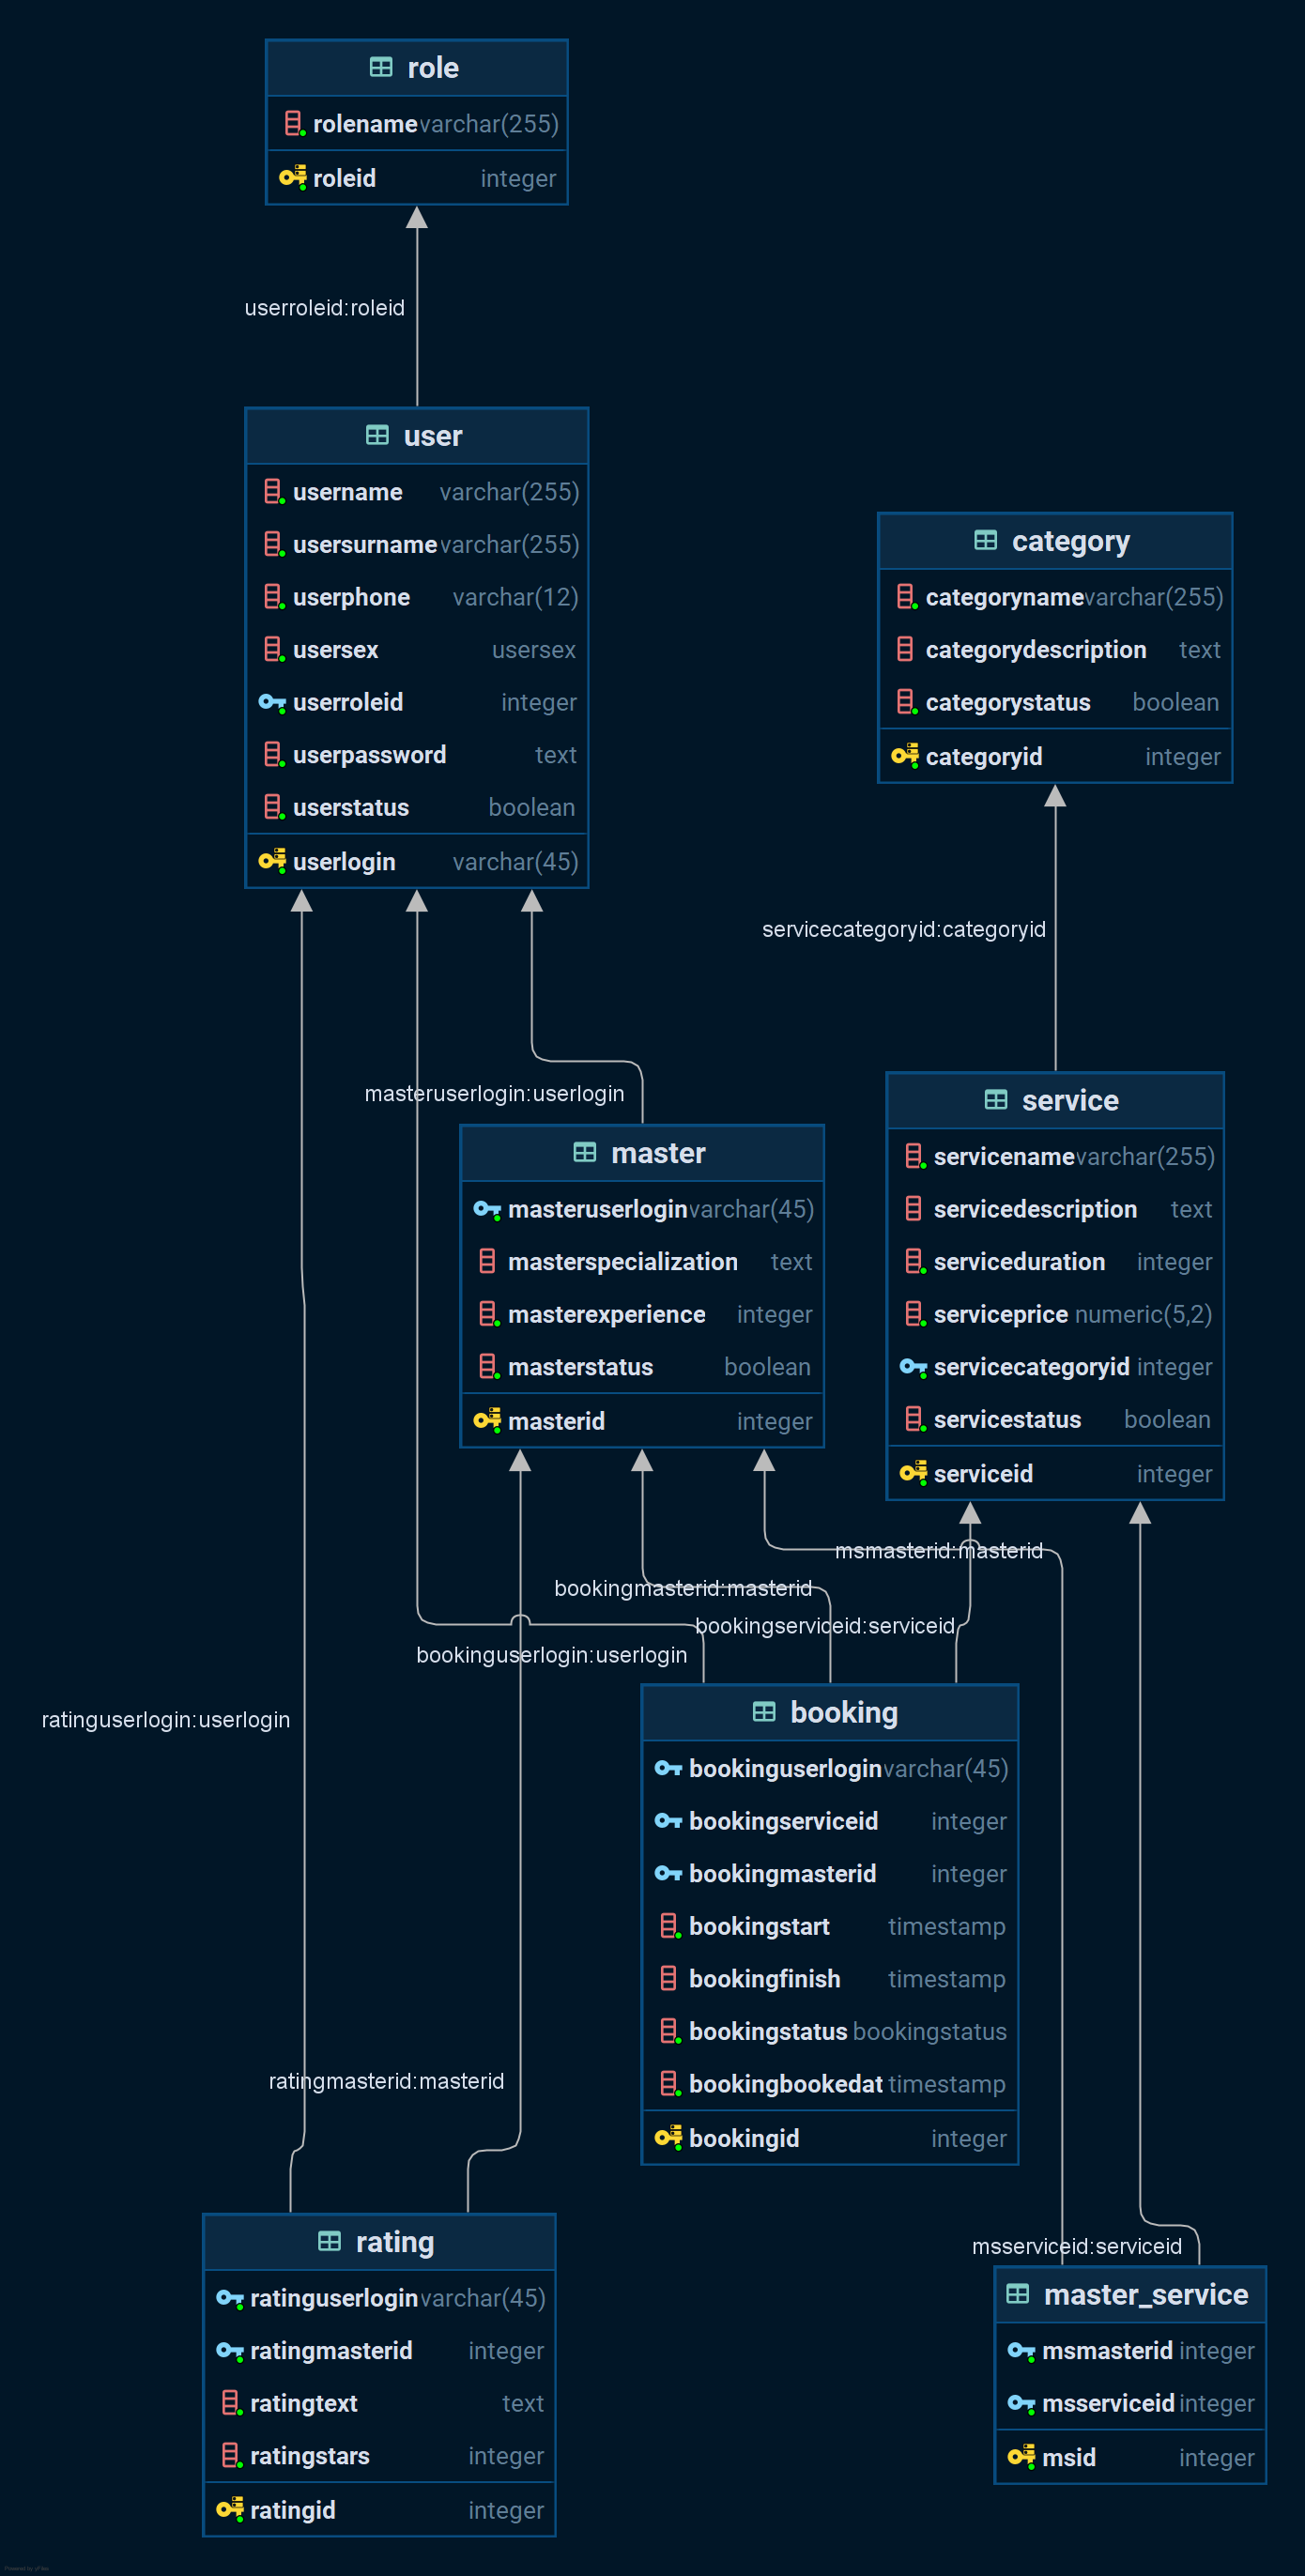 role
rolename varchar(255)
roleid integer
userroleid:roleid
user
username varchar(255)
usersurname varchar(255)
userphone varchar(12)
usersex usersex
userroleid integer
userpassword text
userstatus boolean
userlogin varchar(45)
category
categoryname varchar(255)
categorydescription text
categorystatus boolean
categoryid integer
servicecategoryid:categoryid
masteruserlogin:userlogin
master
masteruserlogin varchar(45)
masterspecialization text
masterexperience integer
masterstatus boolean
masterid integer
service
servicename varchar(255)
servicedescription text
serviceduration integer
serviceprice numeric(5,2)
servicecategoryid integer
servicestatus boolean
serviceid integer
msmasterid:masterid
bookingmasterid:masterid
bookingserviceid:serviceid
bookinguserlogin:userlogin
ratinguserlogin:userlogin
booking
bookinguserlogin varchar(45)
bookingserviceid integer
bookingmasterid integer
bookingstart timestamp
bookingfinish timestamp
bookingstatus bookingstatus
bookingbookedat timestamp
bookingid integer
ratingmasterid:masterid
rating
ratinguserlogin varchar(45)
ratingmasterid integer
ratingtext text
ratingstars integer
ratingid integer
msserviceid:serviceid
master_service
msmasterid integer
msserviceid integer
msid integer
Powered by yFiles